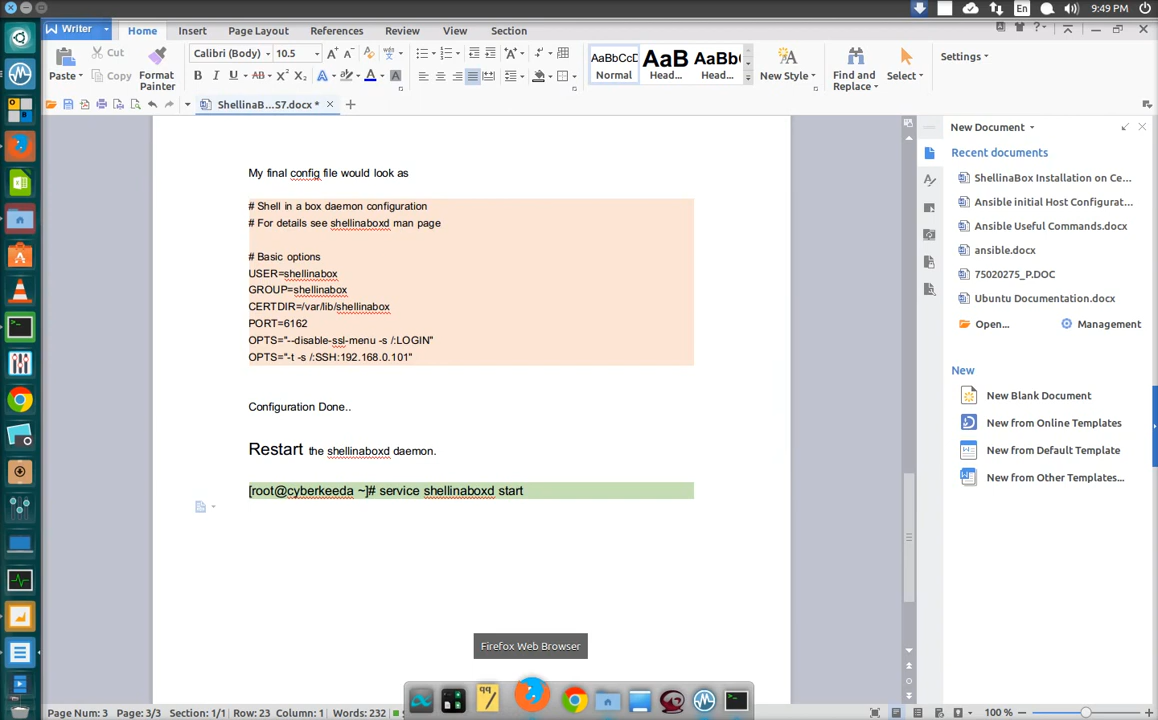 En
9:49 PM
Writer
Home
Insert
Page Layout
References
Review
View
Section
Paste
Cut
Copy
Format
Painter
Calibri (Body)
10.5
AaBbCcD
Normal
AaB
Head...
AaBb(
Head...
New Style
Find and
Replace
Select
Settings
ShellinaB...S7.docx *
My final config file would look as
# Shell in a box daemon configuration
# For details see shellinaboxd man page
# Basic options
USER=shellinabox
GROUP=shellinabox
CERTDIR=/var/lib/shellinabox
PORT=6162
OPTS="--disable-ssl-menu -s /:LOGIN"
OPTS="-t -s /:SSH:192.168.0.101"
Configuration Done..
Restart the shellinaboxd daemon.
[root@cyberkeeda ~]# service shellinaboxd start
New Document
Recent documents
ShellinaBox Installation on Ce...
Ansible initial Host Configurat...
Ansible Useful Commands.docx
ansible.docx
75020275_P.DOC
Ubuntu Documentation.docx
Open...
Management
New
New Blank Document
New from Online Templates
New from Default Template
New from Other Templates...
Firefox Web Browser
Page Num: 3 Page: 3/3 Section: 1/1 Row: 23 Column: 1 Words: 232
100 %